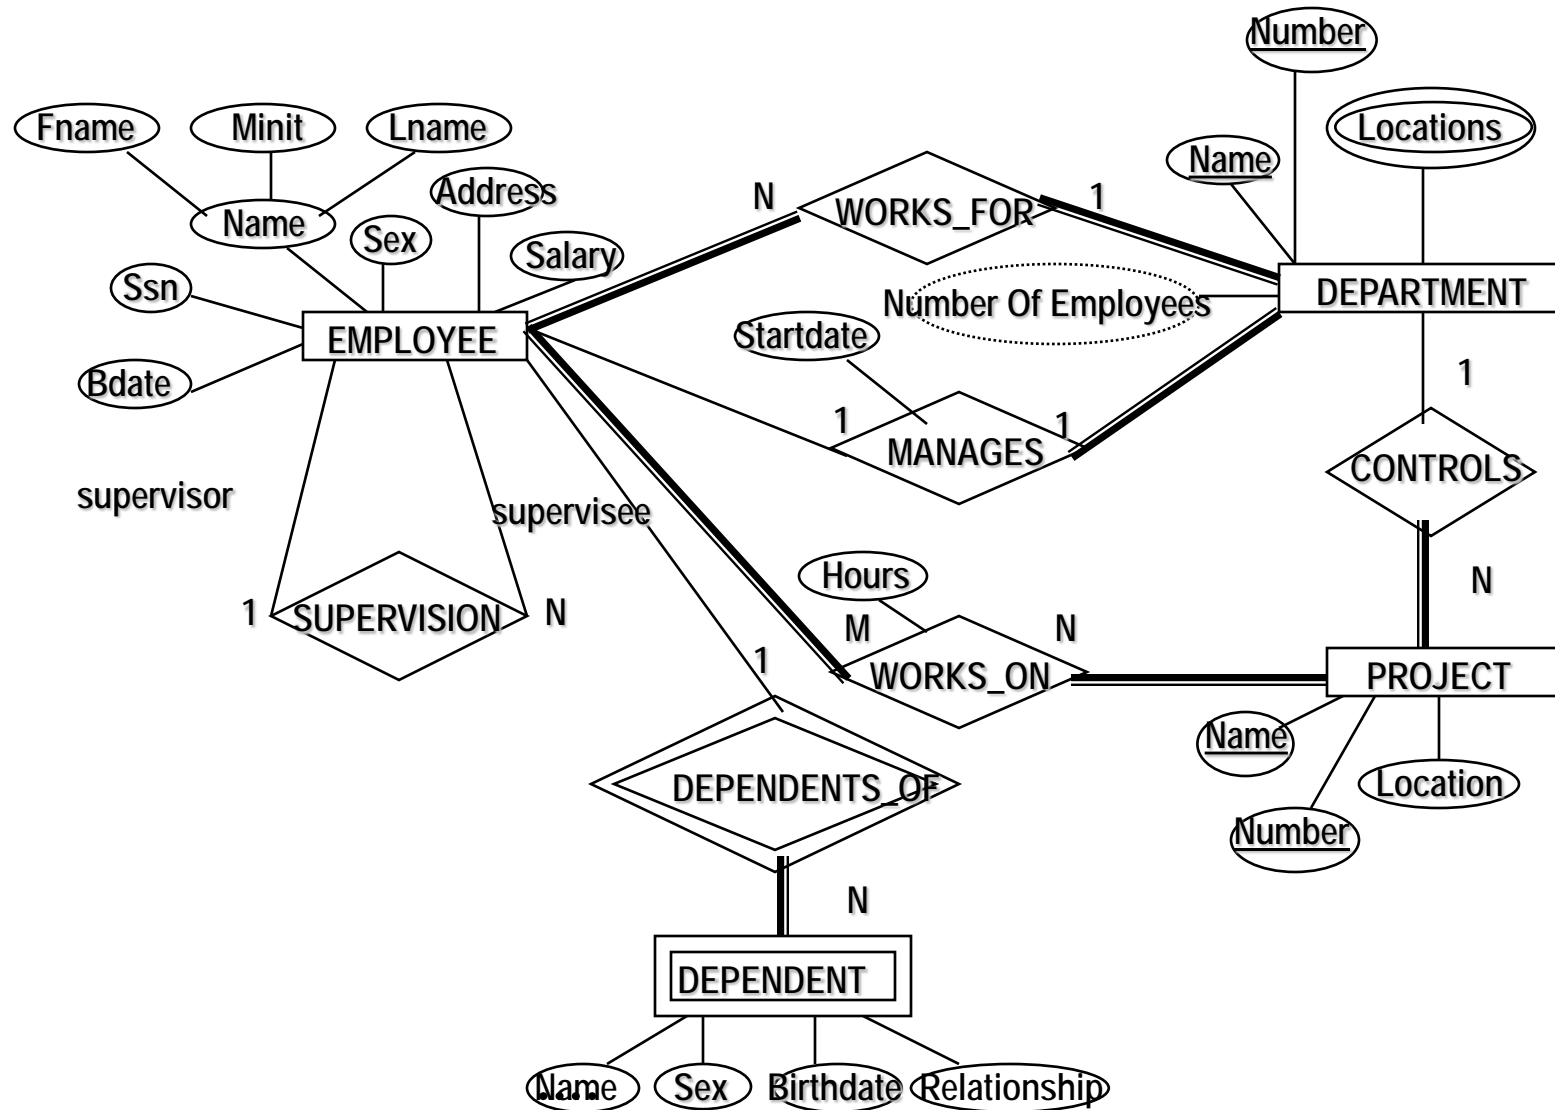 Number
Fname
Minit
Lname
Locations
Name
Address
N
WORKS_FOR
1
Name
Sex
Salary
Ssn
Number Of Employees
DEPARTMENT
EMPLOYEE
Startdate
Bdate
1
1
1
MANAGES
CONTROLS
supervisor
supervisee
Hours
N
1
SUPERVISION
N
M
N
1
WORKS_ON
PROJECT
Name
Location
DEPENDENTS_OF
Number
N
DEPENDENT
Name
Sex
Birthdate
Relationship